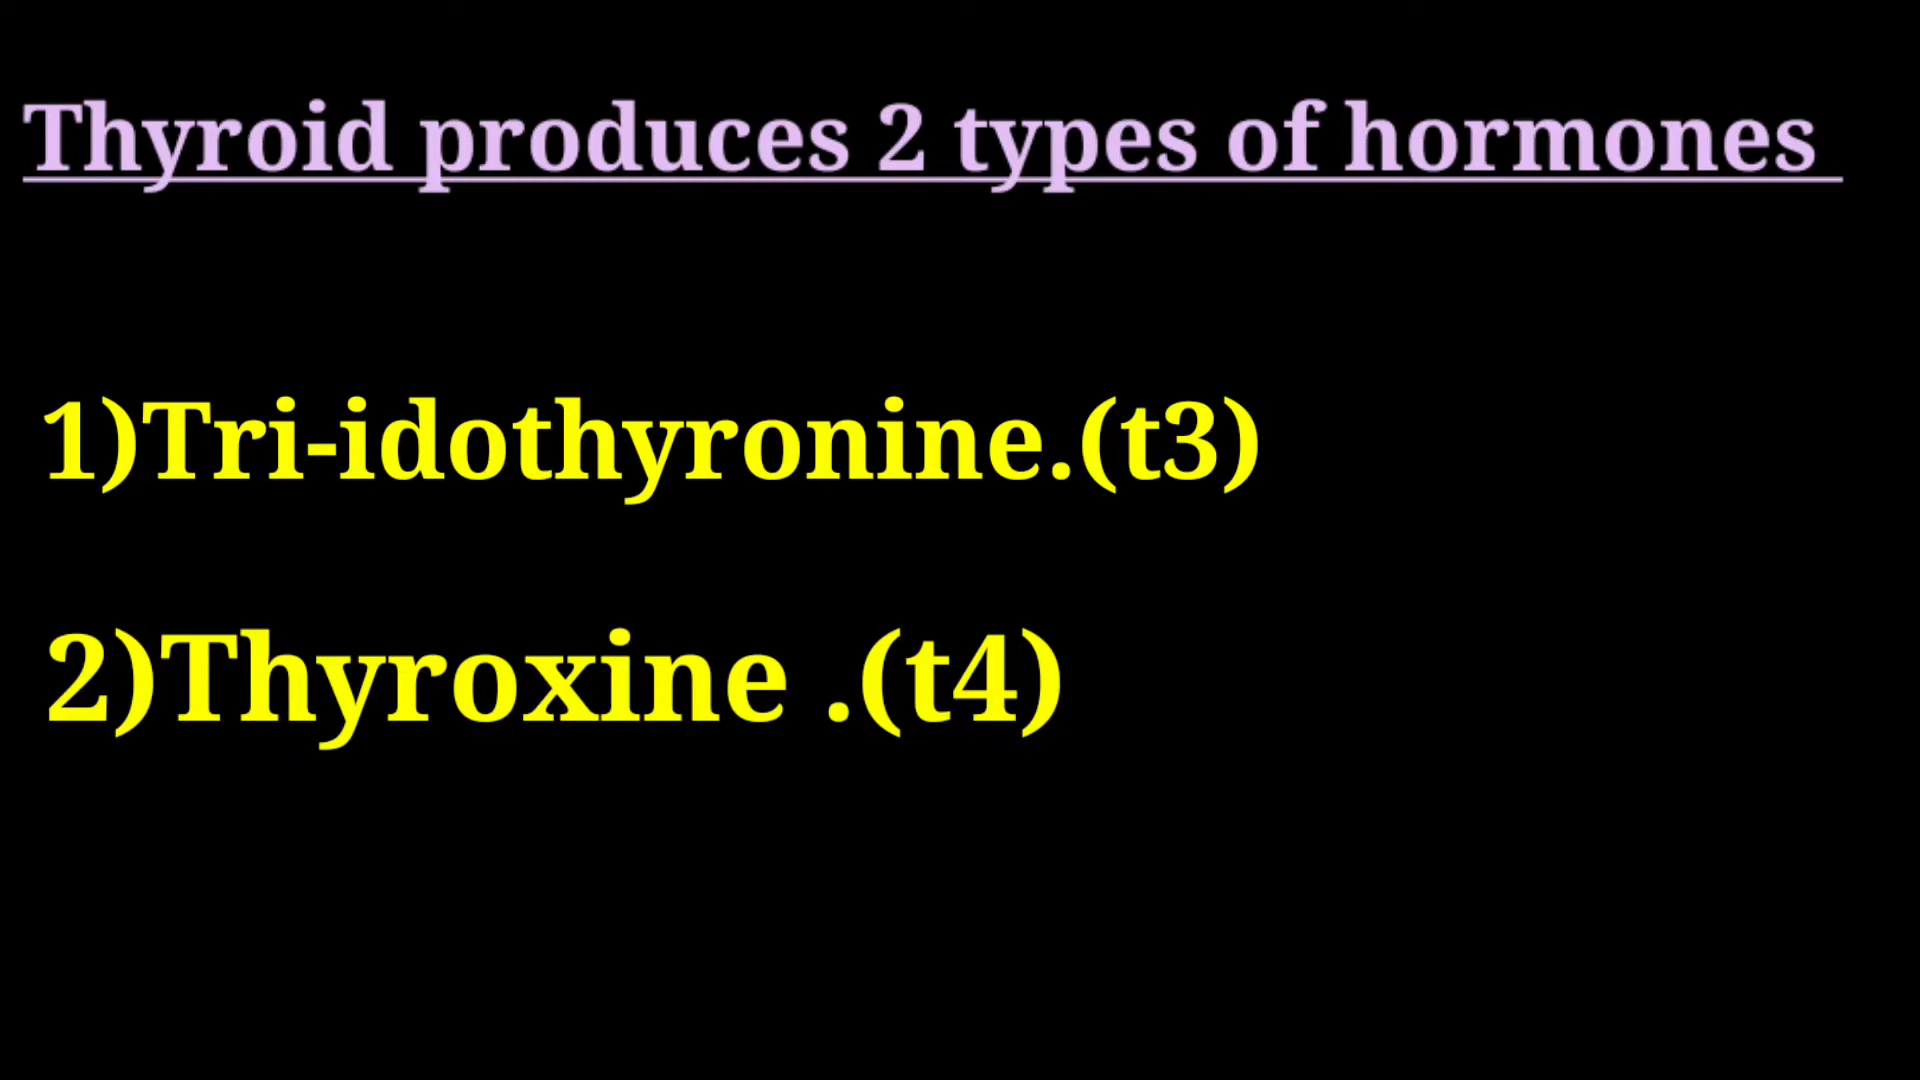 Thyroid produces 2 types of hormones
1)Tri-idothyronine.(t3)
2)Thyroxine .(t4)